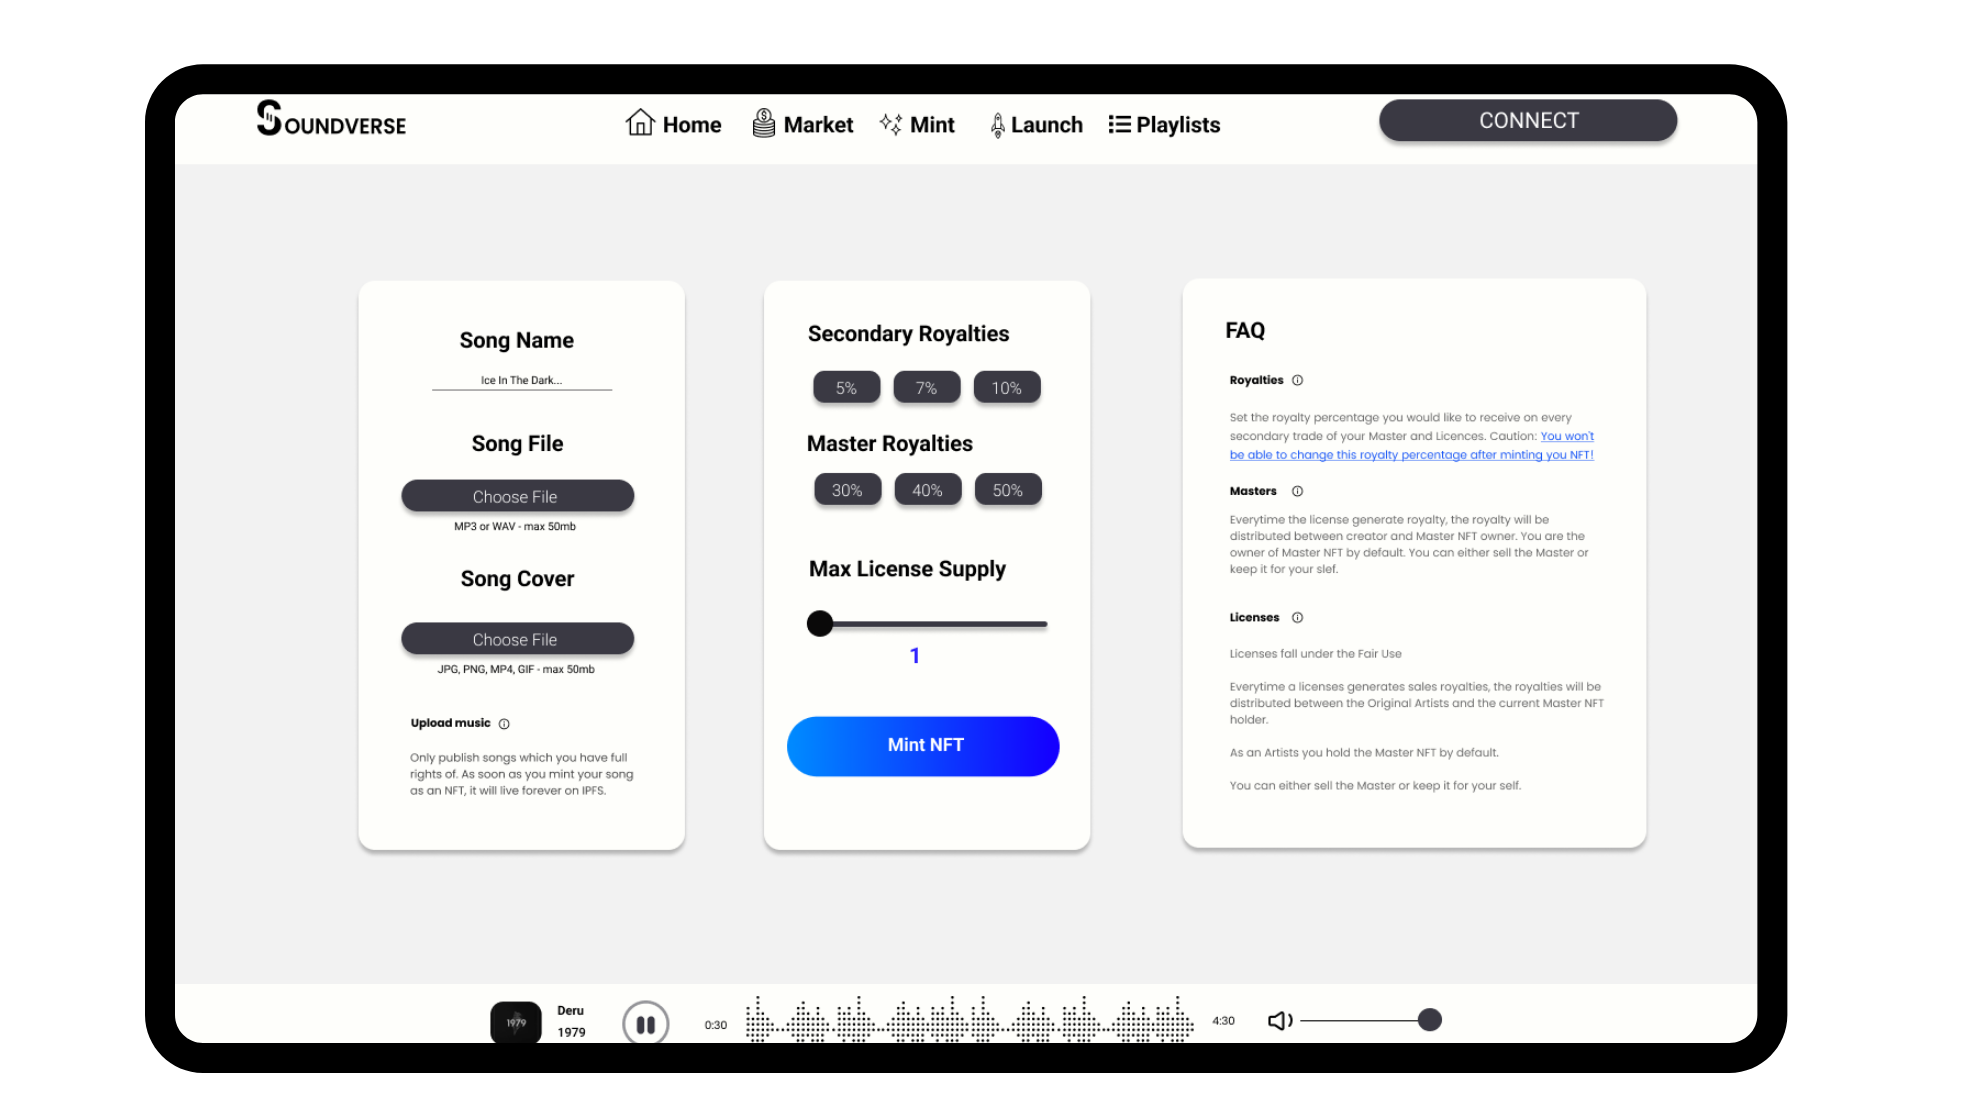 SOUNDVERSE
Home
Market
Mint
Launch
Playlists
CONNECT
Song Name
Ice In The Dark...
Song File
Choose File
MP3 or WAV - max 50mb
Song Cover
Choose File
JPG, PNG, MP4, GIF - max 50mb
Upload music
Only publish songs which you have full
rights of. As soon as you mint your song
as an NFT, it will live forever on IPFS.
Secondary Royalties
5%
7%
10%
Master Royalties
30%
40%
50%
Max License Supply
1
Mint NFT
FAQ
Royalties
Set the royalty percentage you would like to receive on every
secondary trade of your Master and Licences. Caution: You won't
be able to change this royalty percentage after minting you NFT!
Masters
Everytime the license generate royalty, the royalty will be
distributed between creator and Master NFT owner. You are the
owner of Master NFT by default. You can either sell the Master or
keep it for your slef.
Licenses
Licenses fall under the Fair Use
Everytime a licenses generates sales royalties, the royalties will be
distributed between the Original Artists and the current Master NFT
holder.
As an Artists you hold the Master NFT by default.
You can either sell the Master or keep it for your self.
1979
Deru
1979
0:30
4:30